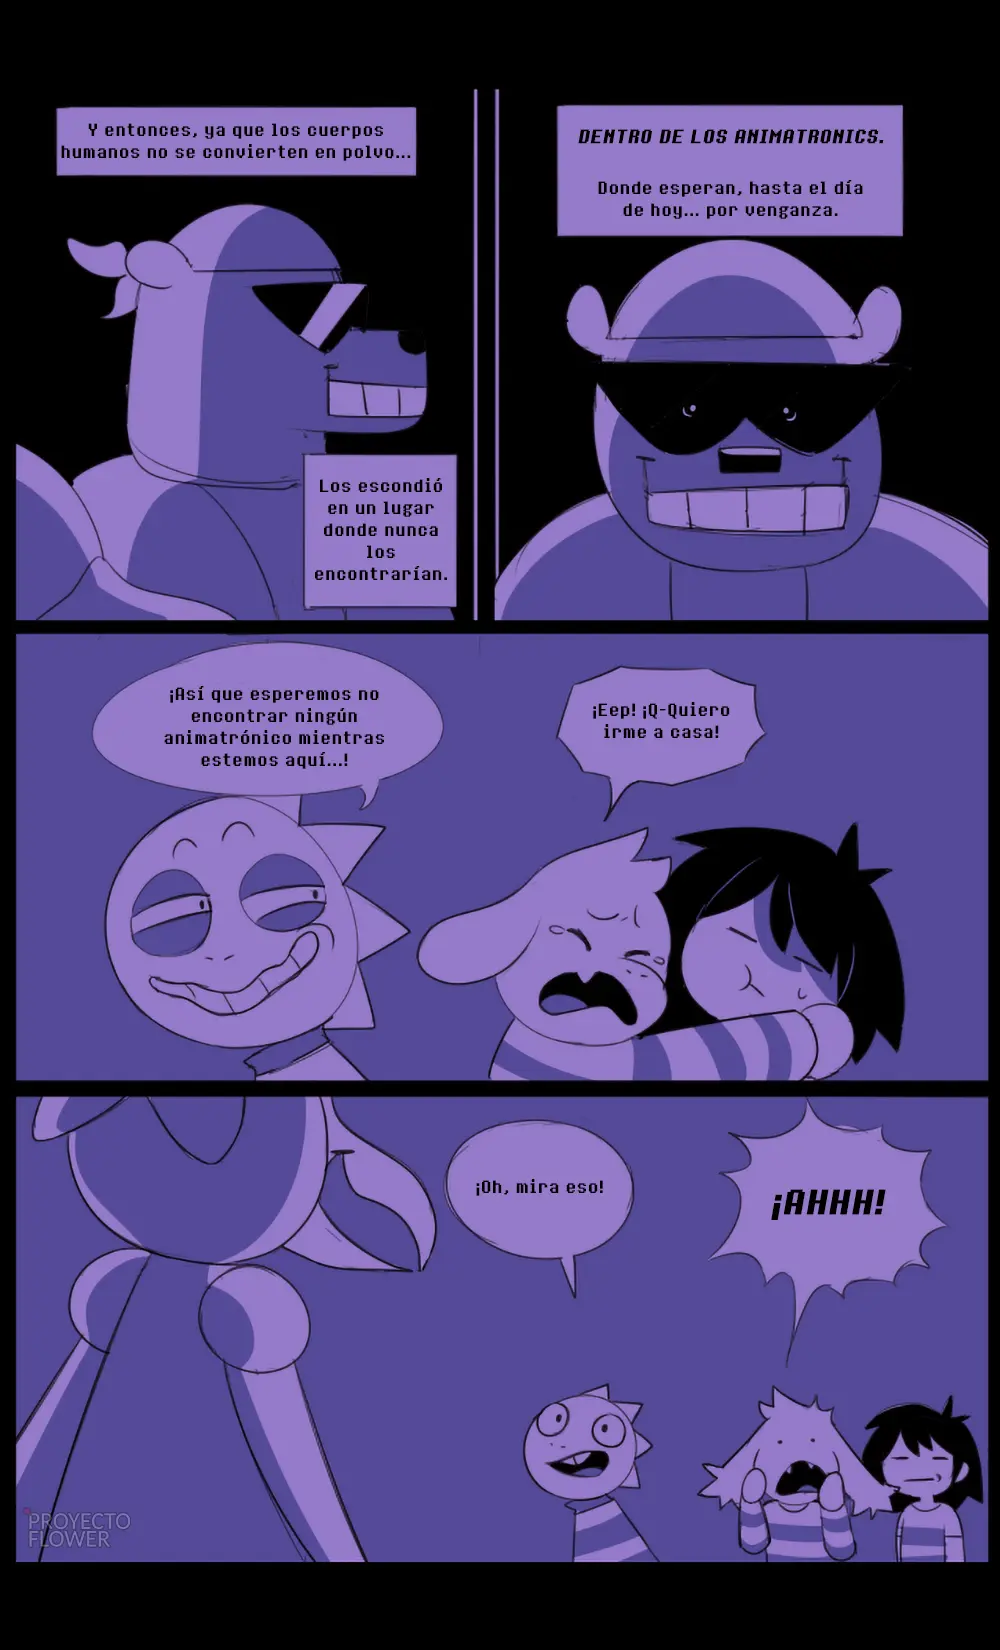 Y entonces, ya que los cuerpos
humanos no se convierten en polvo...
Los escondió
en un lugar
donde nunca
los
encontrarían.
DENTRO DE LOS ANIMATRONICS.
Donde esperan, hasta el día
de hoy... por venganza.
¡Así que esperemos no
encontrar ningún
animatrónico mientras
estemos aquí...!
¡Eep! ¡Q-Quiero
irme a casa!
¡Oh, mira eso!
¡AHHH!
PROYECTO
FLOWER